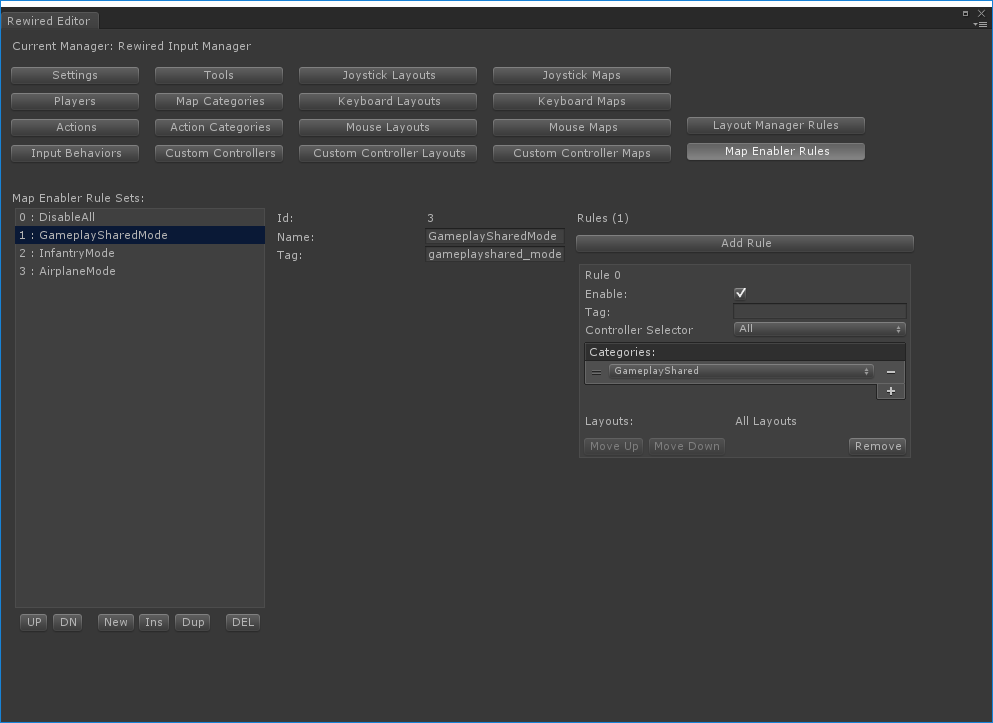 Rewired Editor
Current Manager: Rewired Input Manager
Settings Tools Joystick Layouts Joystick Maps
Players Map Categories Keyboard Layouts Keyboard Maps
Actions Action Categories Mouse Layouts Mouse Maps Layout Manager Rules
Input Behaviors Custom Controllers Custom Controller Layouts Custom Controller Maps Map Enabler Rules
Map Enabler Rule Sets:
0 : DisableAll
1 : GameplaySharedMode
2 : InfantryMode
3 : AirplaneMode
UP DN New Ins Dup DEL
Id: 3
Name: GameplaySharedMode
Tag: gameplayshared_mode
Rules (1)
Add Rule
Rule 0
Enable:
Tag:
Controller Selector All
Categories:
GameplayShared −
+
Layouts: All Layouts
Move Up Move Down Remove